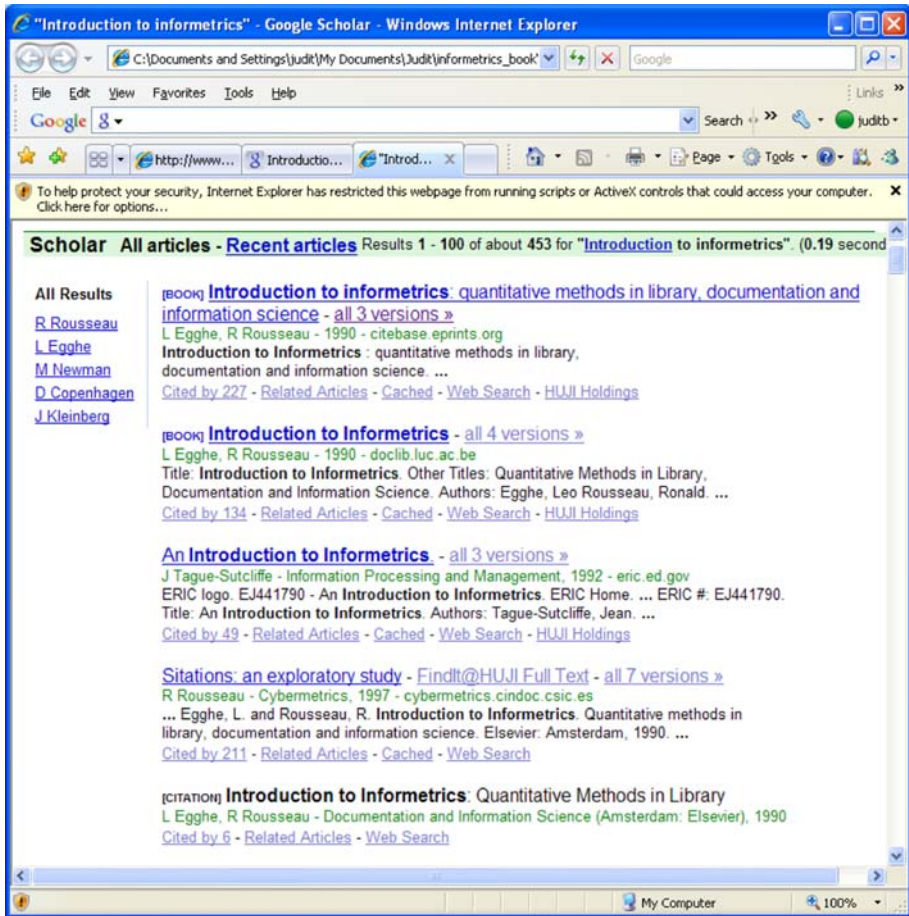 "Introduction to informetrics" - Google Scholar - Windows Internet Explorer
C:\Documents and Settings\judit\My Documents\Judit\informetrics_book'
Google
File Edit View Favorites Tools Help
Links »
Google
Search »
juditb
http://www...
Introductio...
"Introd...
Page
Tools
To help protect your security, Internet Explorer has restricted this webpage from running scripts or ActiveX controls that could access your computer.
Click here for options...
Scholar All articles - Recent articles Results 1 - 100 of about 453 for "Introduction to informetrics". (0.19 second
All Results
R Rousseau
L Egghe
M Newman
D Copenhagen
J Kleinberg
[BOOK] Introduction to informetrics: quantitative methods in library, documentation and
information science - all 3 versions »
L Egghe, R Rousseau - 1990 - citebase.eprints.org
Introduction to Informetrics : quantitative methods in library,
documentation and information science. ...
Cited by 227 - Related Articles - Cached - Web Search - HUJI Holdings
[BOOK] Introduction to Informetrics - all 4 versions »
L Egghe, R Rousseau - 1990 - doclib.luc.ac.be
Title: Introduction to Informetrics. Other Titles: Quantitative Methods in Library,
Documentation and Information Science. Authors: Egghe, Leo Rousseau, Ronald. ...
Cited by 134 - Related Articles - Cached - Web Search - HUJI Holdings
An Introduction to Informetrics. - all 3 versions »
J Tague-Sutcliffe - Information Processing and Management, 1992 - eric.ed.gov
ERIC logo. EJ441790 - An Introduction to Informetrics. ERIC Home. ... ERIC #: EJ441790.
Title: An Introduction to Informetrics. Authors: Tague-Sutcliffe, Jean. ...
Cited by 49 - Related Articles - Cached - Web Search - HUJI Holdings
Sitations: an exploratory study - FindIt@HUJI Full Text - all 7 versions »
R Rousseau - Cybermetrics, 1997 - cybermetrics.cindoc.csic.es
... Egghe, L. and Rousseau, R. Introduction to Informetrics. Quantitative methods in
library, documentation and information science. Elsevier: Amsterdam, 1990. ...
Cited by 211 - Related Articles - Cached - Web Search
[CITATION] Introduction to Informetrics: Quantitative Methods in Library
L Egghe, R Rousseau - Documentation and Information Science (Amsterdam: Elsevier), 1990
Cited by 6 - Related Articles - Web Search
My Computer
100%